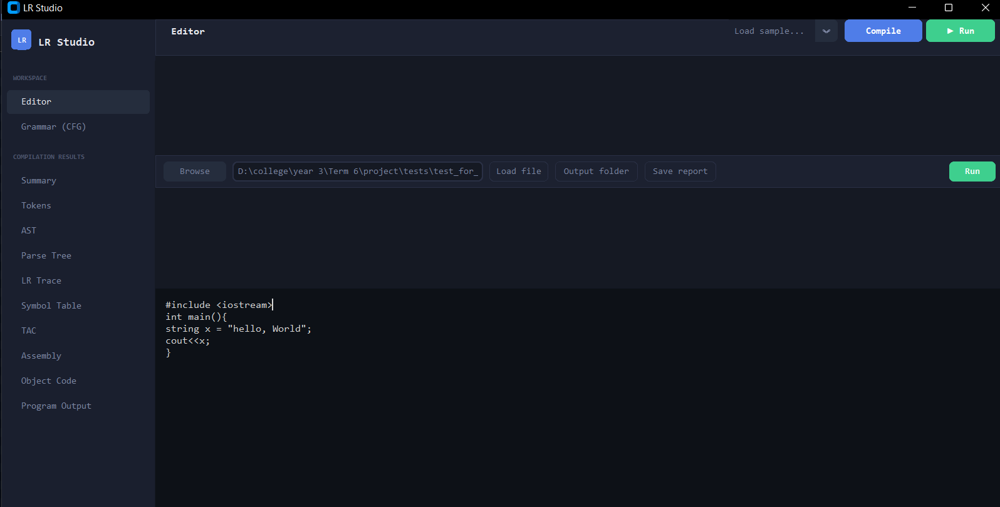 LR Studio
LR
LR Studio
Editor
Load sample...
Compile
▶ Run
WORKSPACE
Editor
Grammar (CFG)
COMPILATION RESULTS
Summary
Tokens
AST
Parse Tree
LR Trace
Symbol Table
TAC
Assembly
Object Code
Program Output
Browse
D:\college\year 3\Term 6\project\tests\test_for_
Load file
Output folder
Save report
Run
#include <iostream>
int main(){
string x = "hello, World";
cout<<x;
}